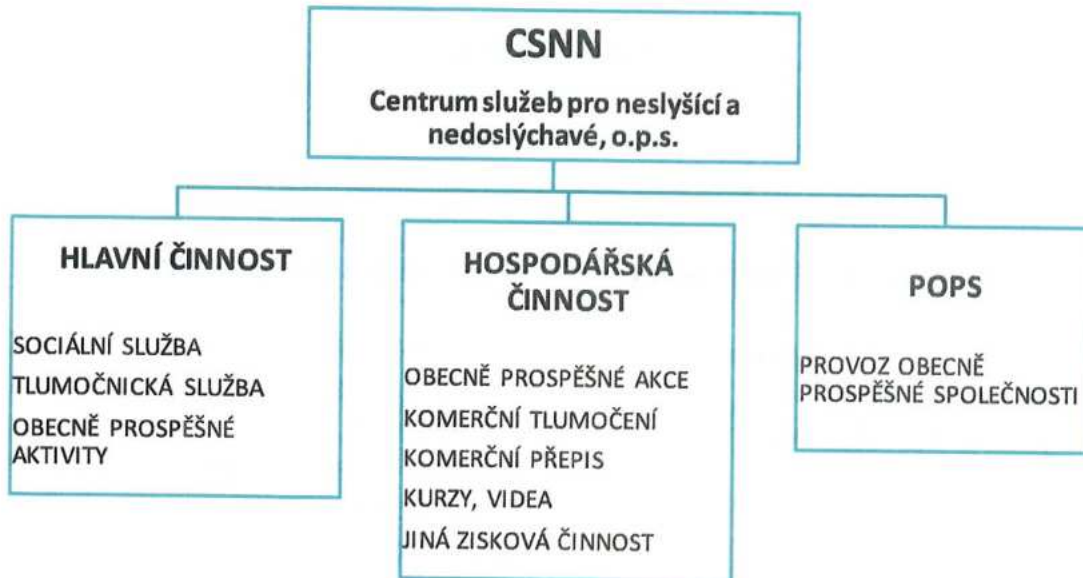 CSNN
Centrum služeb pro neslyšící a
nedoslýchavé, o.p.s.
HLAVNÍ ČINNOST
SOCIÁLNÍ SLUŽBA
TLUMOČNICKÁ SLUŽBA
OBECNĚ PROSPĚŠNÉ
AKTIVITY
HOSPODÁŘSKÁ
ČINNOST
OBECNĚ PROSPĚŠNÉ AKCE
KOMERČNÍ TLUMOČENÍ
KOMERČNÍ PŘEPIS
KURZY, VIDEA
JINÁ ZISKOVÁ ČINNOST
POPS
PROVOZ OBECNĚ
PROSPĚŠNÉ SPOLEČNOSTI